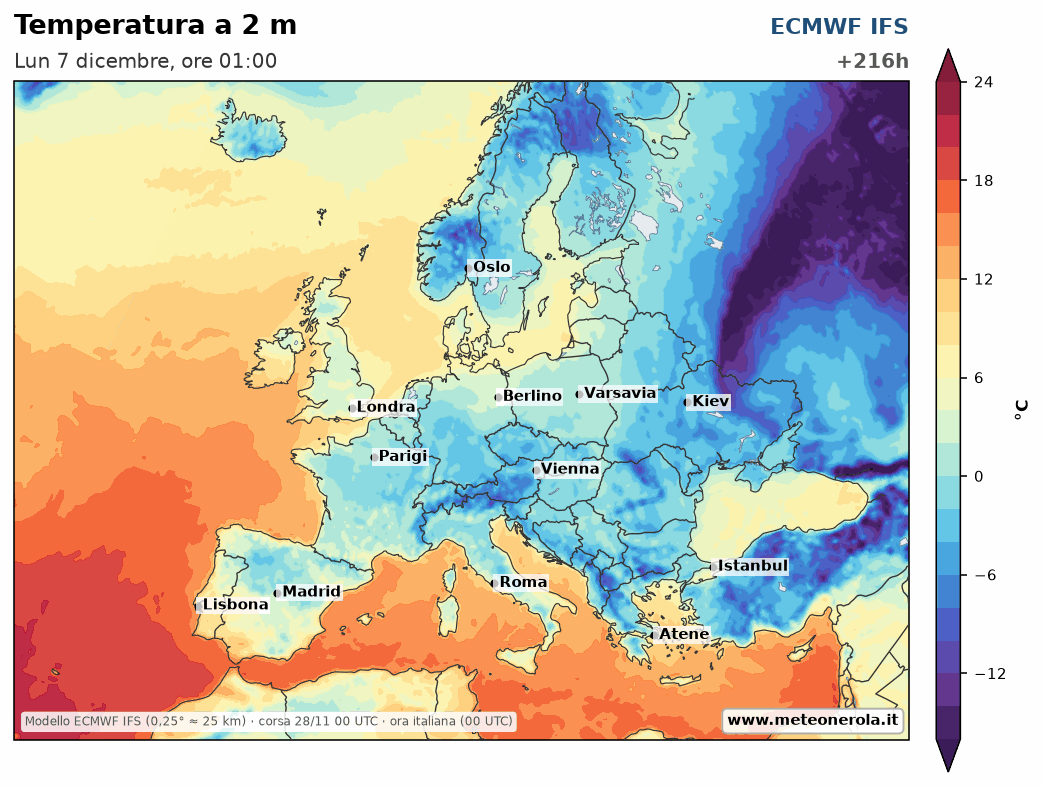 Temperatura a 2 m
ECMWF IFS
Lun 7 dicembre, ore 01:00
+216h
24
18
12
6
0
−6
−12
°C
Oslo
Londra
Berlino
Varsavia
Kiev
Parigi
Vienna
Istanbul
Roma
Madrid
Lisbona
Atene
Modello ECMWF IFS (0,25° ≈ 25 km) · corsa 28/11 00 UTC · ora italiana (00 UTC)
www.meteonerola.it